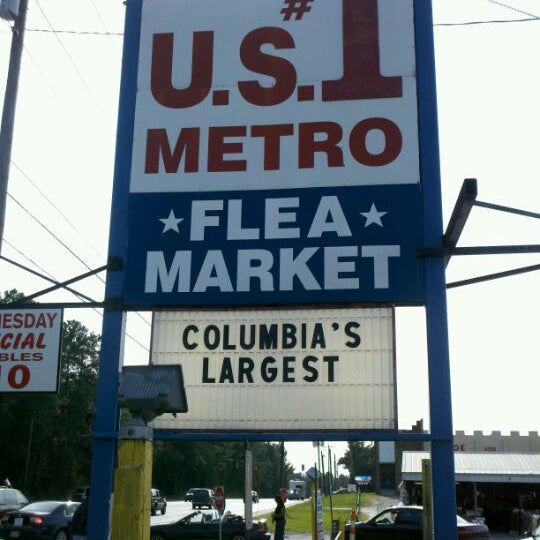 #
U.S.1
METRO
FLEA
MARKET
COLUMBIA'S
LARGEST